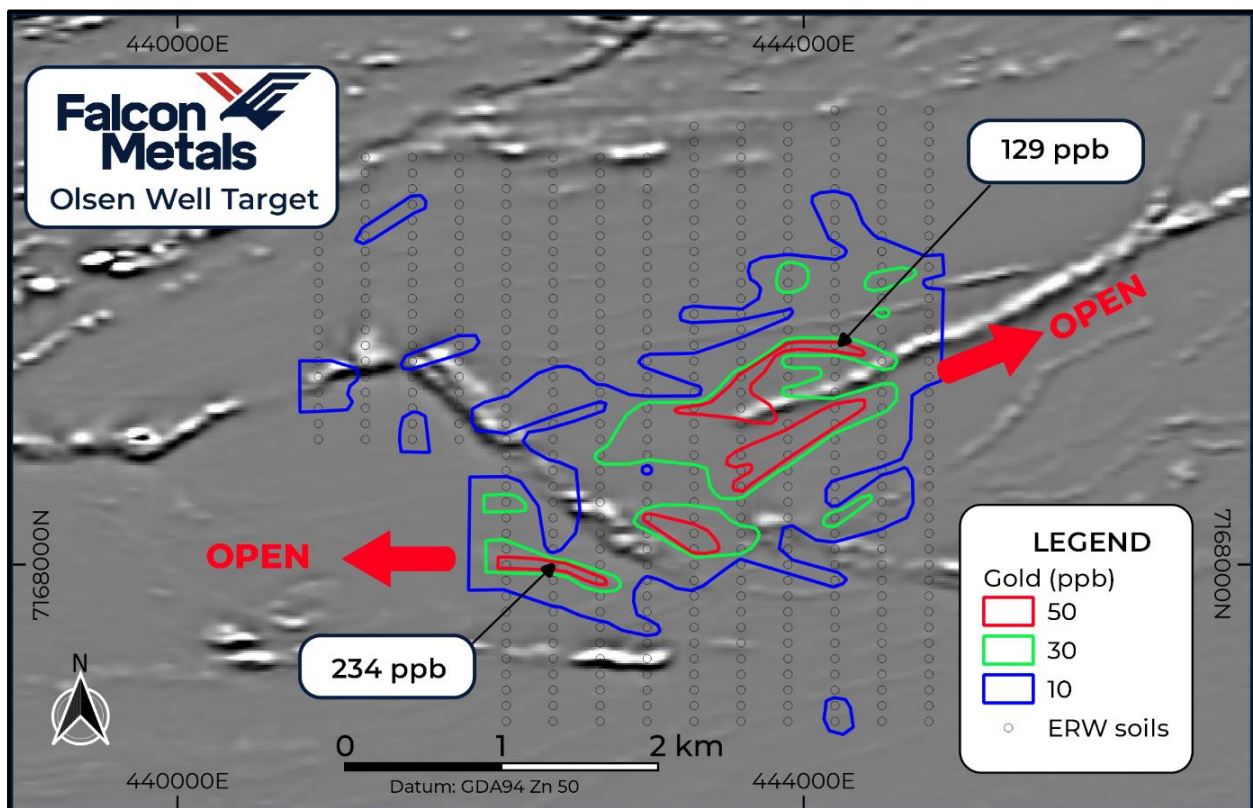 440000E
444000E
Falcon
Metals
Olsen Well Target
129 ppb
OPEN
OPEN
7168000N
7168000N
234 ppb
LEGEND
Gold (ppb)
50
30
10
ERW soils
N
0
1
2 km
Datum: GDA94 Zn 50
440000E
444000E